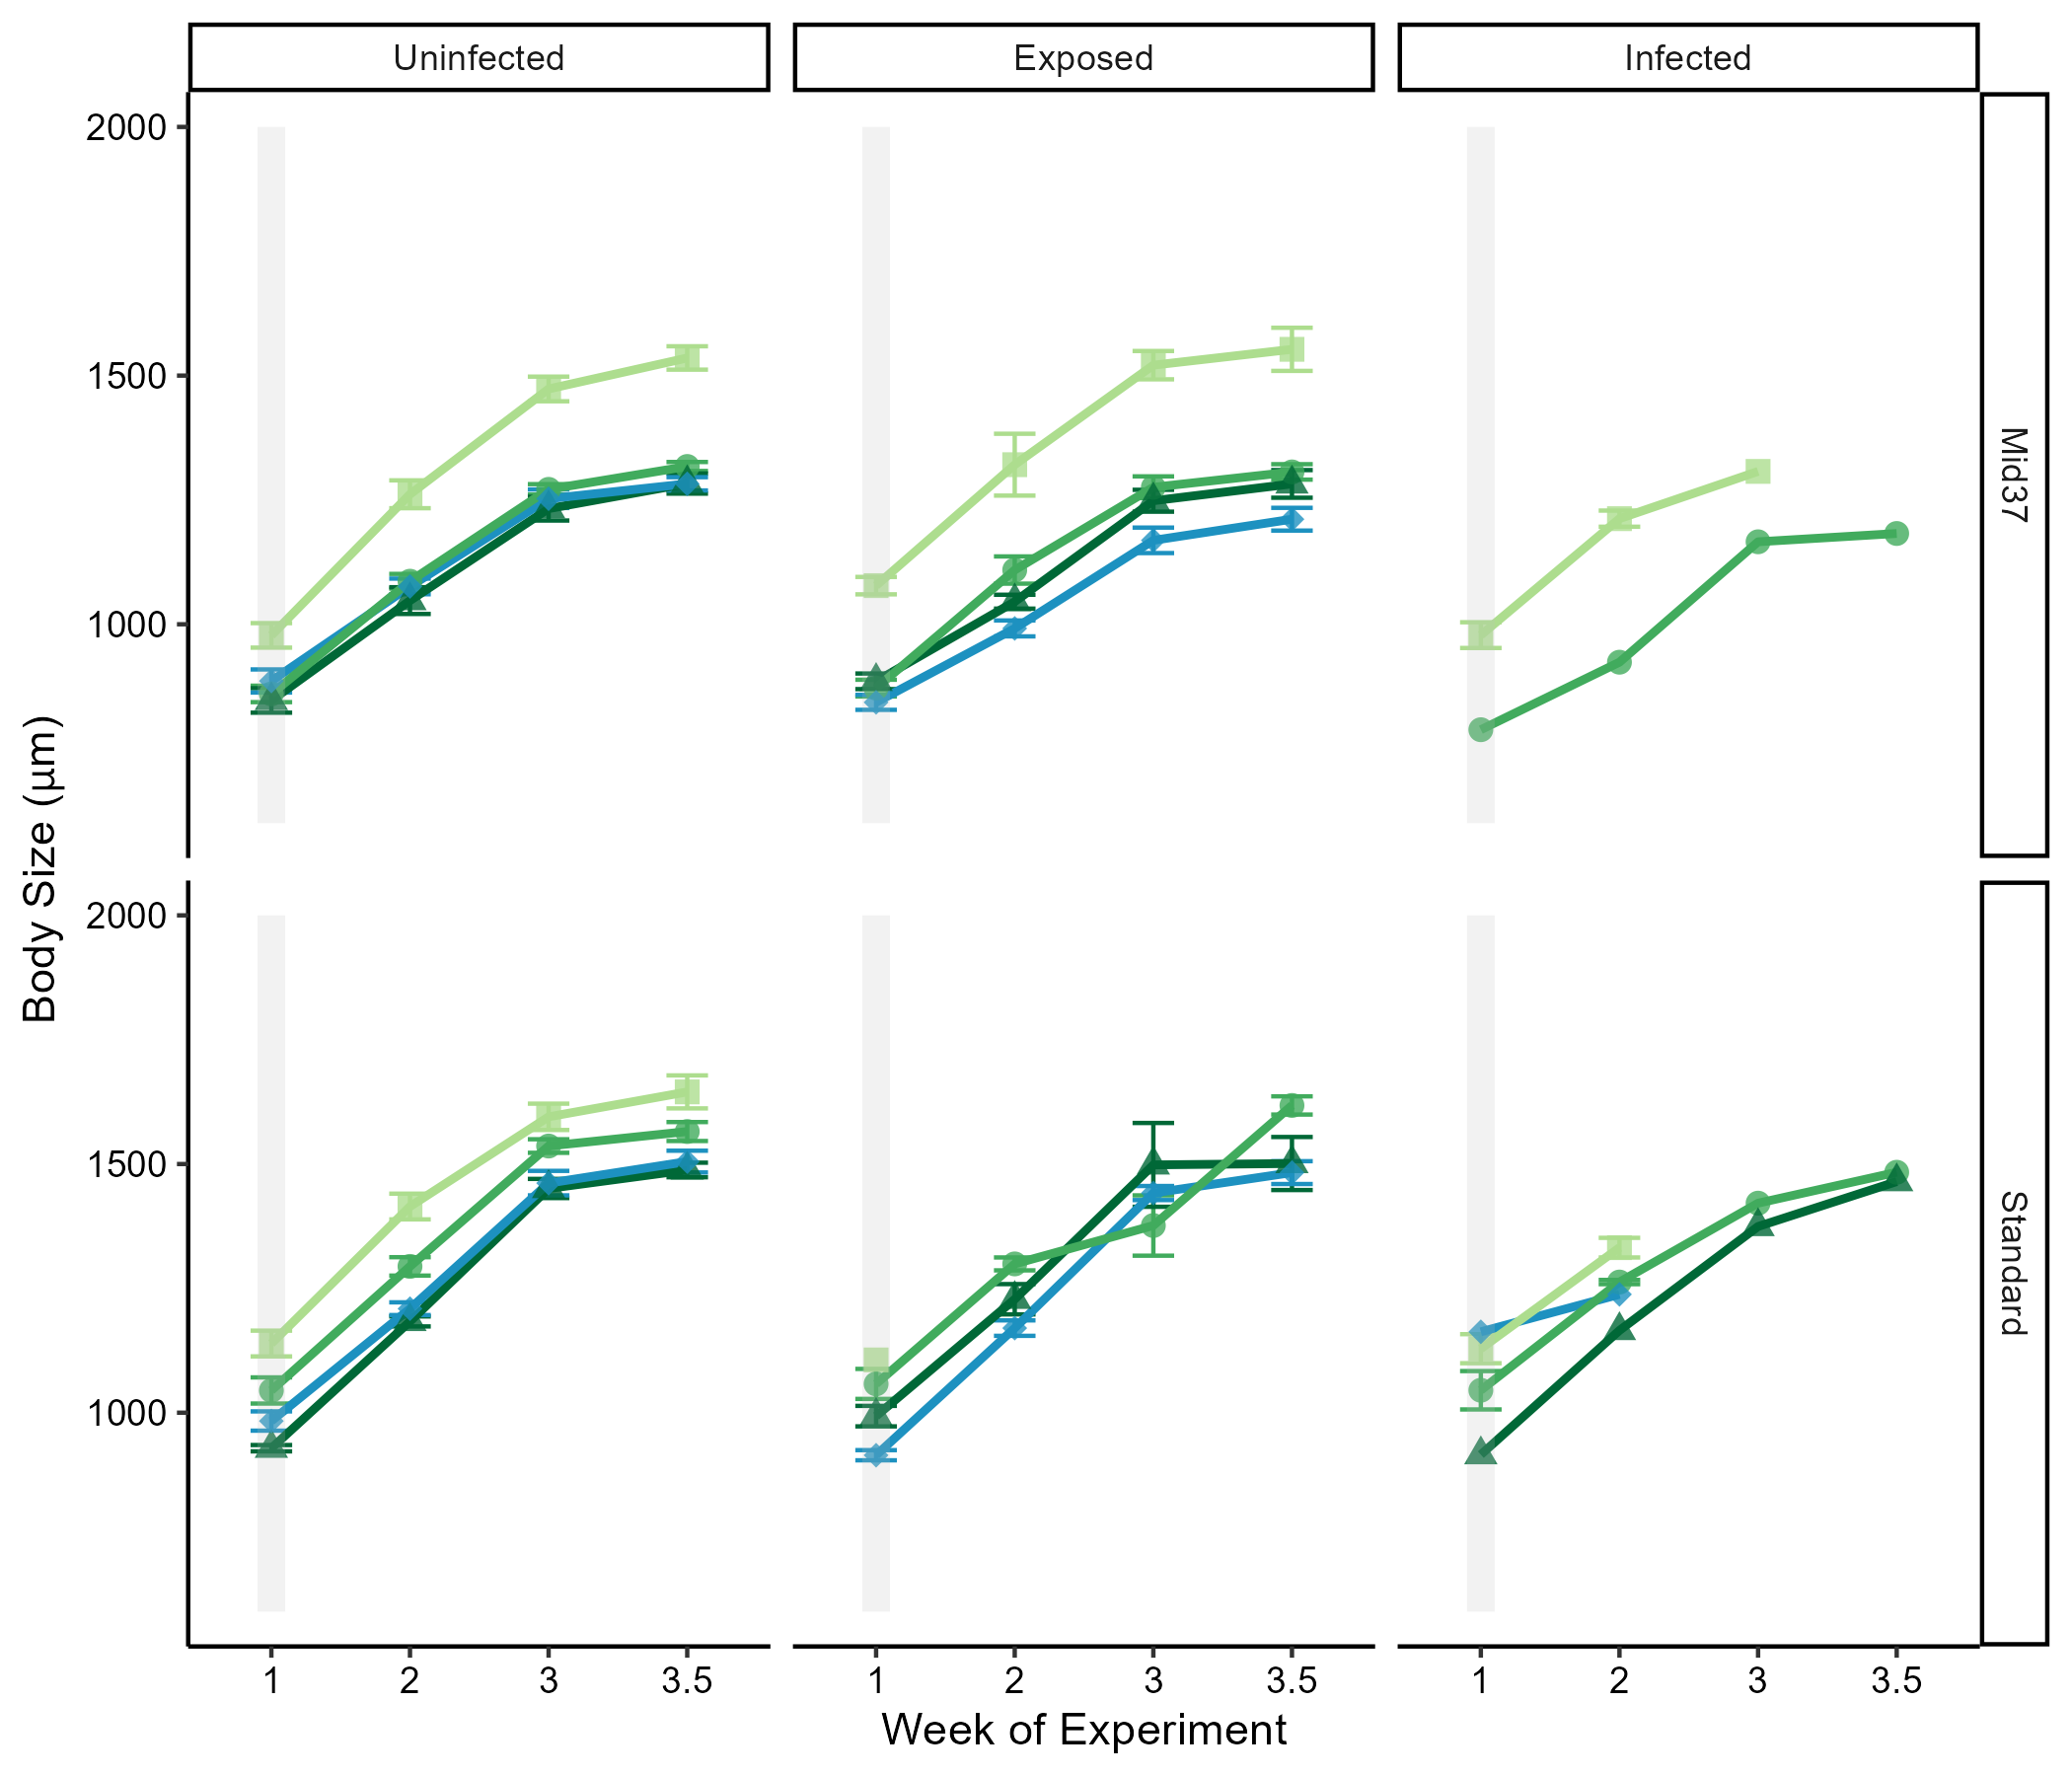 Uninfected
Exposed
Infected
2000
1500
1000
Mid37
Body Size (µm)
2000
1500
1000
Standard
1 2 3 3.5
1 2 3 3.5
1 2 3 3.5
Week of Experiment